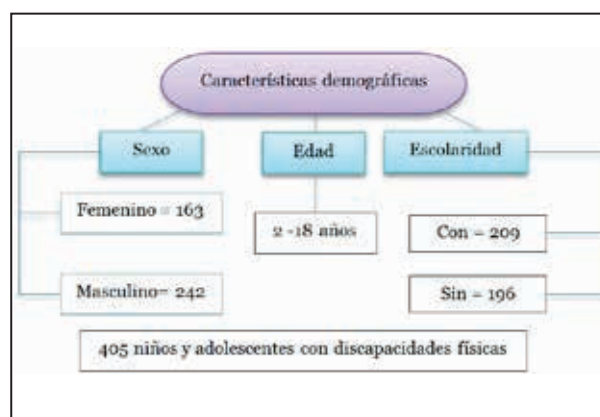 Características demográficas
Sexo
Edad
Escolaridad
Femenino = 163
2 -18 años
Con = 209
Masculino= 242
Sin = 196
405 niños y adolescentes con discapacidades físicas